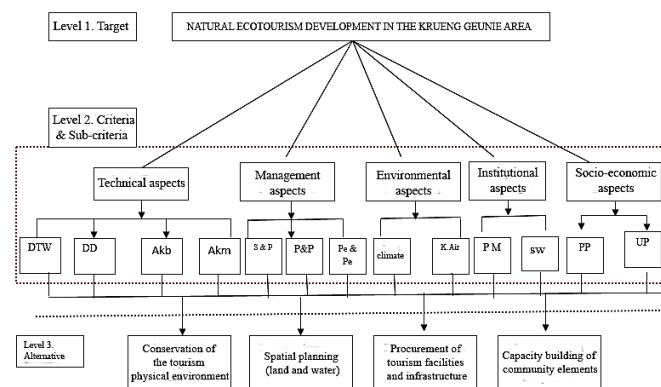 Level 1. Target
NATURAL ECOTOURISM DEVELOPMENT IN THE KRUENG GEUNIE AREA
Level 2. Criteria
& Sub-criteria
Technical aspects
Management
aspects
Environmental
aspects
Institutional
aspects
Socio-economic
aspects
DTW
DD
Akb
Akm
S & P
P&P
Pe &
Pe
climate
K.Air
P M
sw
PP
UP
Level 3.
Alternative
Conservation of
the tourism
physical environment
Spatial planning
(land and water)
Procurement of
tourism facilities
and infrastructure
Capacity building of
community elements